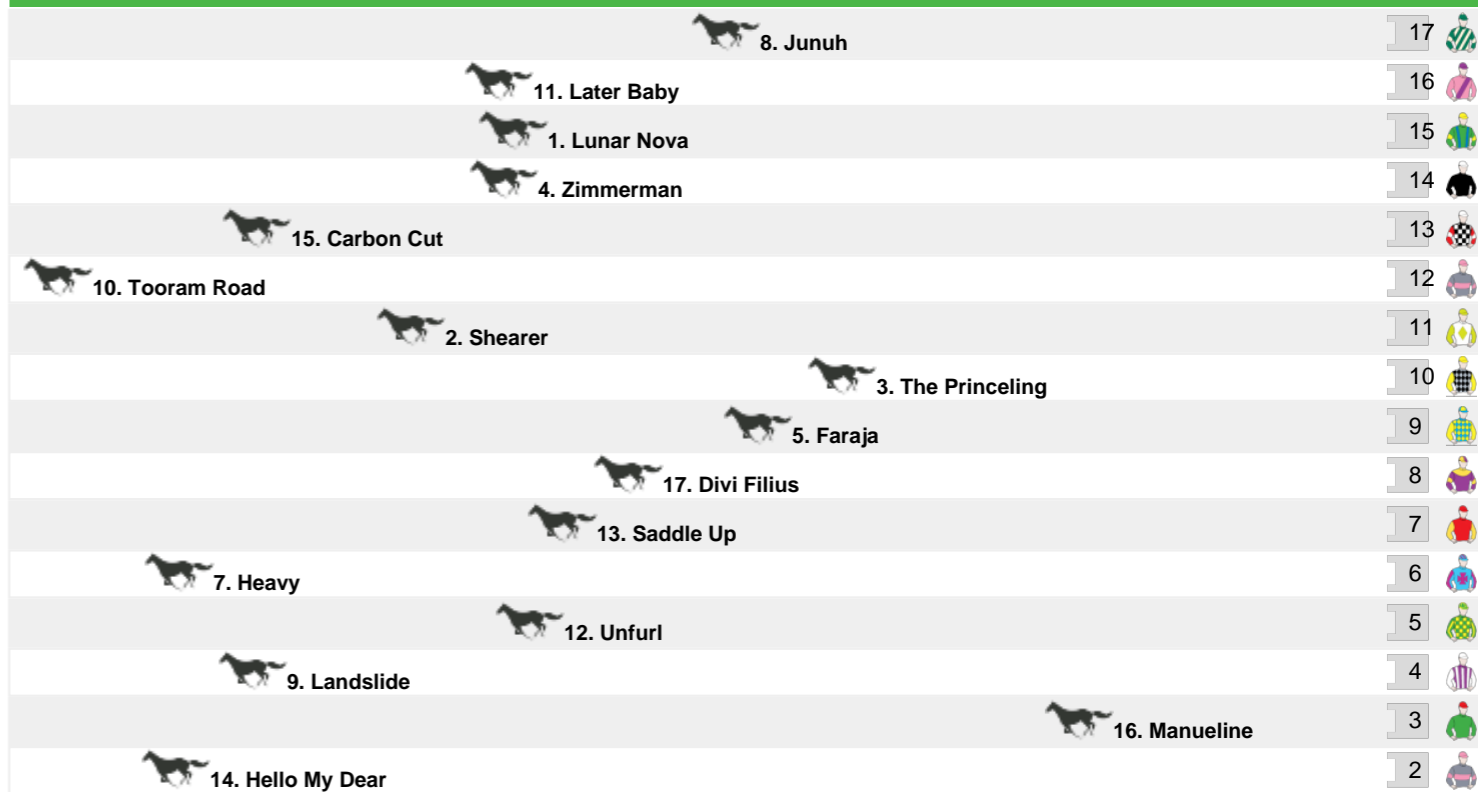 8. Junuh 17
11. Later Baby 16
1. Lunar Nova 15
4. Zimmerman 14
15. Carbon Cut 13
10. Tooram Road 12
2. Shearer 11
3. The Princeling 10
5. Faraja 9
17. Divi Filius 8
13. Saddle Up 7
7. Heavy 6
12. Unfurl 5
9. Landslide 4
16. Manueline 3
14. Hello My Dear 2